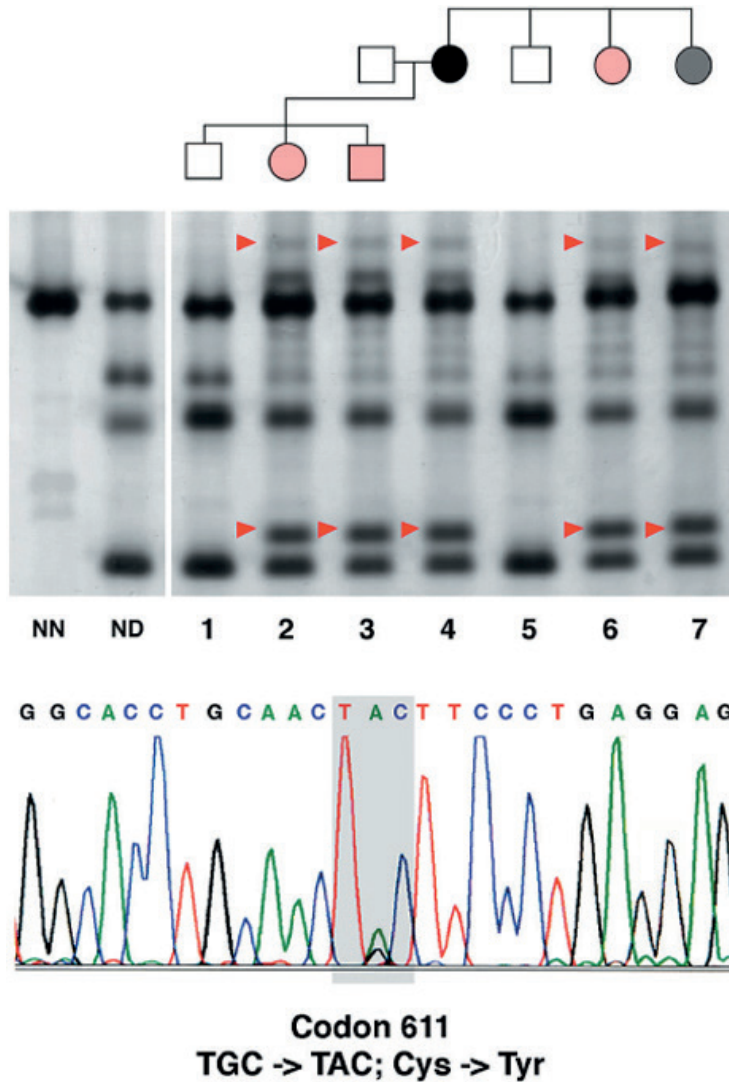 NN ND 1 2 3 4 5 6 7
G G C A C C T G C A A C T A C T T C C C T G A G G A G
Codon 611
TGC -> TAC; Cys -> Tyr